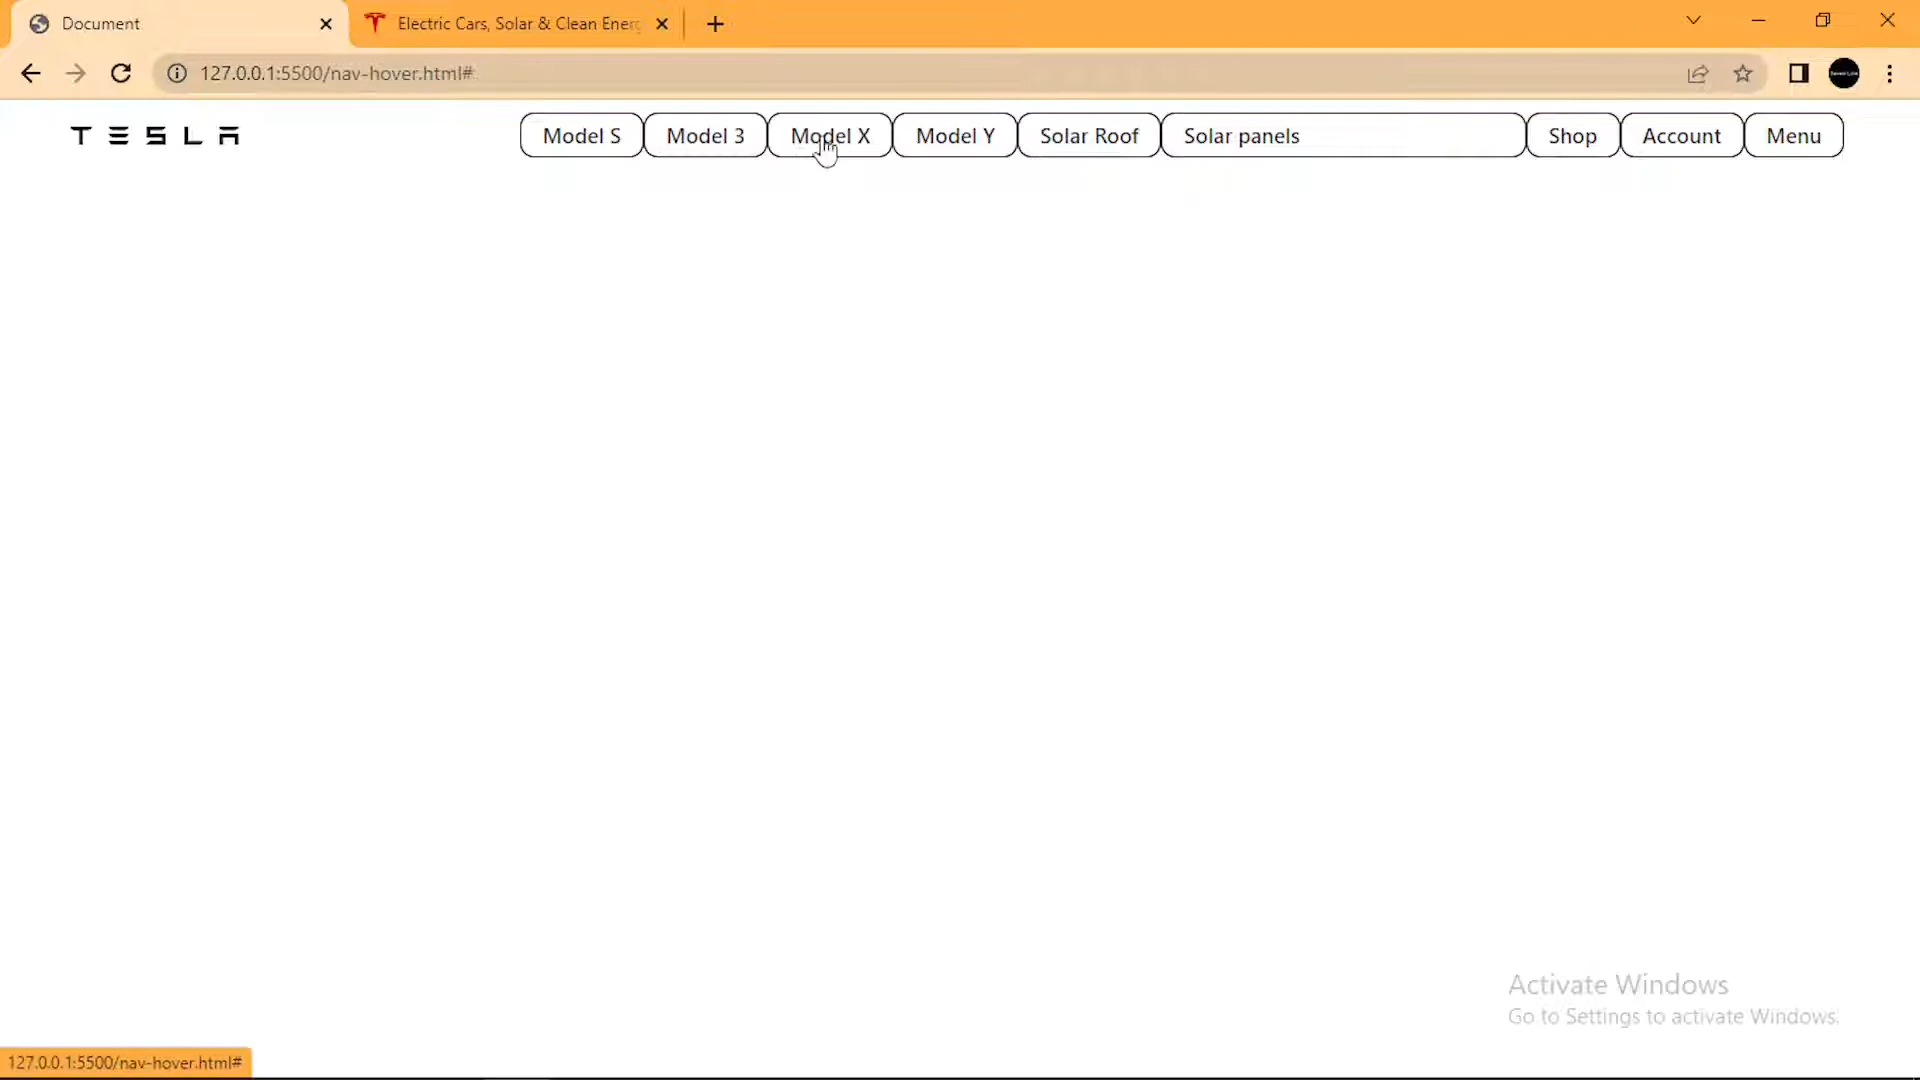 Document
Electric Cars, Solar & Clean Energ
127.0.0.1:5500/nav-hover.html#
TESLA
Model S
Model 3
Model X
Model Y
Solar Roof
Solar panels
Shop
Account
Menu
Activate Windows
Go to Settings to activate Windows.
127.0.0.1:5500/nav-hover.html#